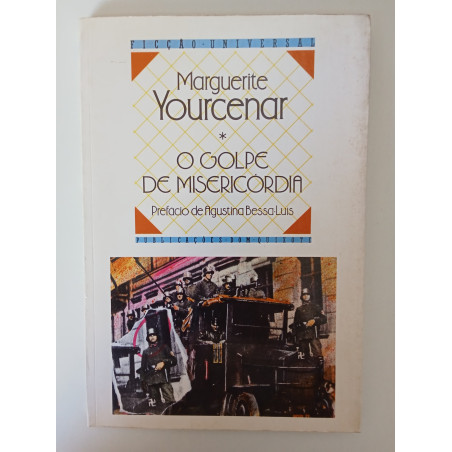 FICÇÃO-UNIVERSAL
Marguerite
Yourcenar
*
O GOLPE
DE MISERICÓRDIA
Prefácio de Agustina Bessa-Luís
PUBLICAÇÕES-DOM-QUIXOTE